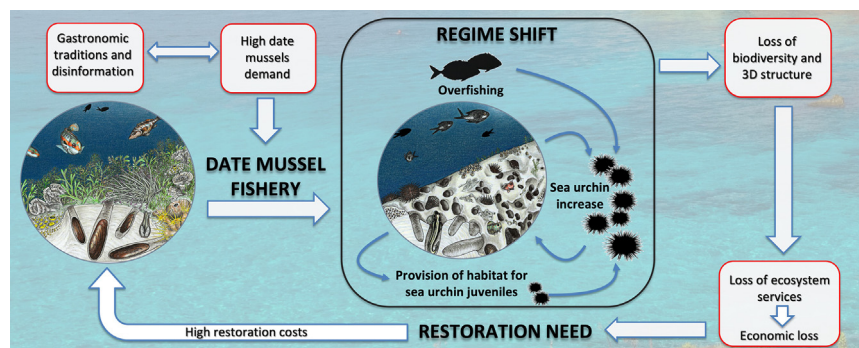 Gastronomic
traditions and
disinformation
High date
mussels
demand
DATE MUSSEL
FISHERY
REGIME SHIFT
Overfishing
Sea urchin
increase
Provision of habitat for
sea urchin juveniles
Loss of
biodiversity and
3D structure
Loss of ecosystem
services
Economic loss
RESTORATION NEED
High restoration costs